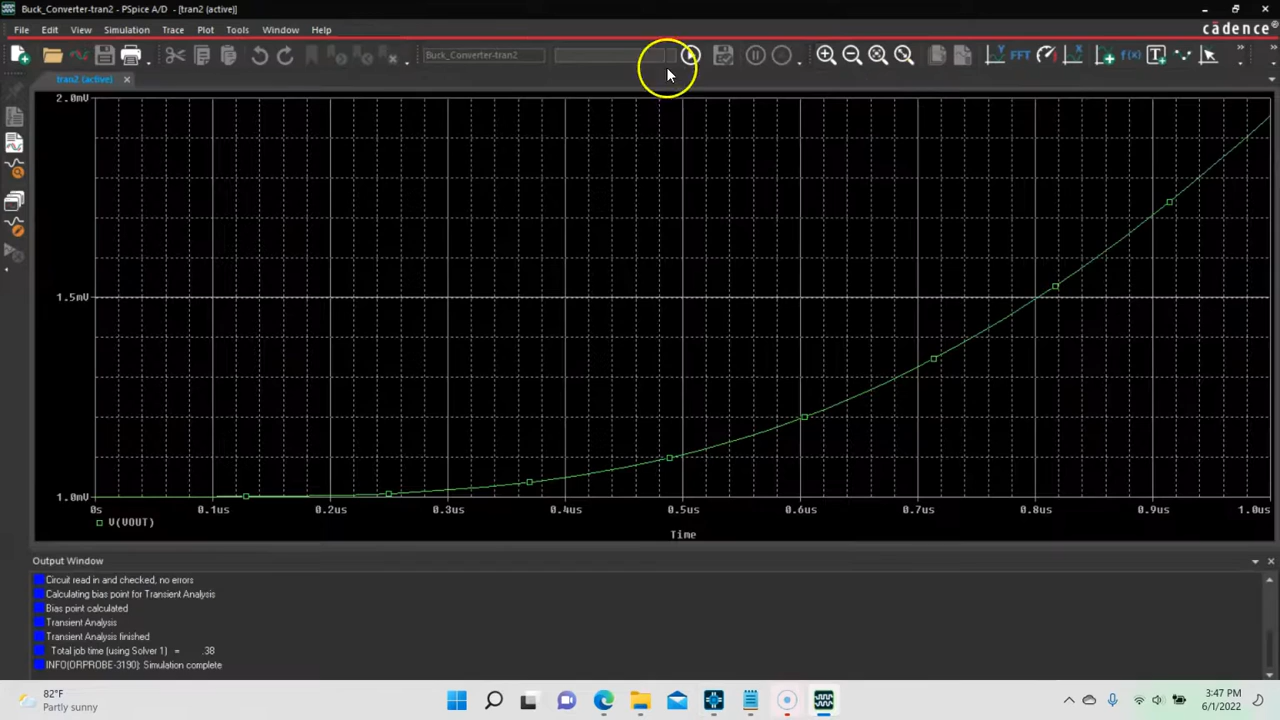 Buck_Converter-tran2 - PSpice A/D - [tran2 (active)]
File Edit View Simulation Trace Plot Tools Window Help
cādence®
Buck_Converter-tran2
FFT
f(x)
tran2 (active)
2.0mV
1.5mV
1.0mV
0s 0.1us 0.2us 0.3us 0.4us 0.5us 0.6us 0.7us 0.8us 0.9us 1.0us
V(VOUT)
Time
Output Window
Circuit read in and checked, no errors
Calculating bias point for Transient Analysis
Bias point calculated
Transient Analysis
Transient Analysis finished
Total job time (using Solver 1) = .38
INFO(ORPROBE-3190): Simulation complete
82°F
Partly sunny
3:47 PM
6/1/2022